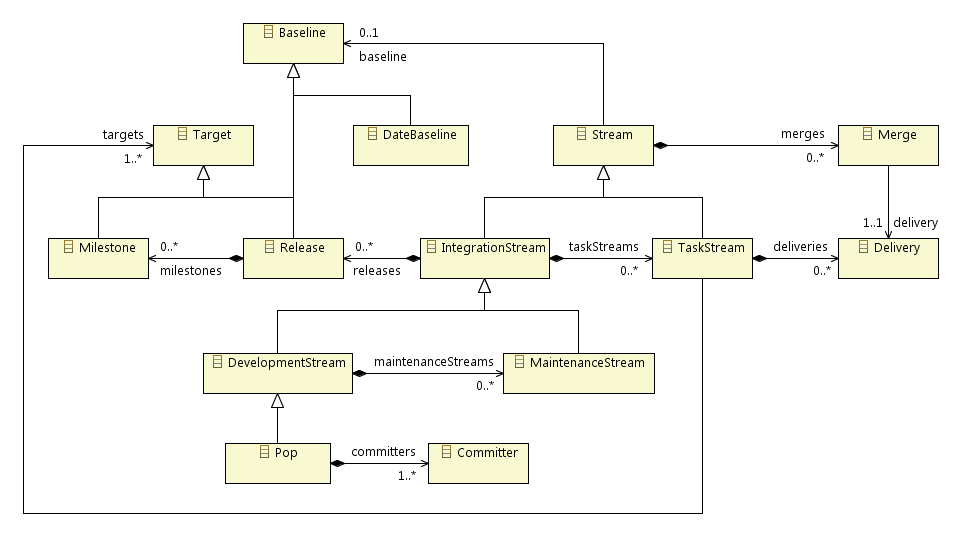 Baseline
0..1
baseline
targets
1..*
Target
DateBaseline
Stream
merges
0..*
Merge
1..1 delivery
Milestone
0..*
milestones
Release
0..*
releases
IntegrationStream
taskStreams
0..*
TaskStream
deliveries
0..*
Delivery
DevelopmentStream
maintenanceStreams
0..*
MaintenanceStream
Pop
committers
1..*
Committer